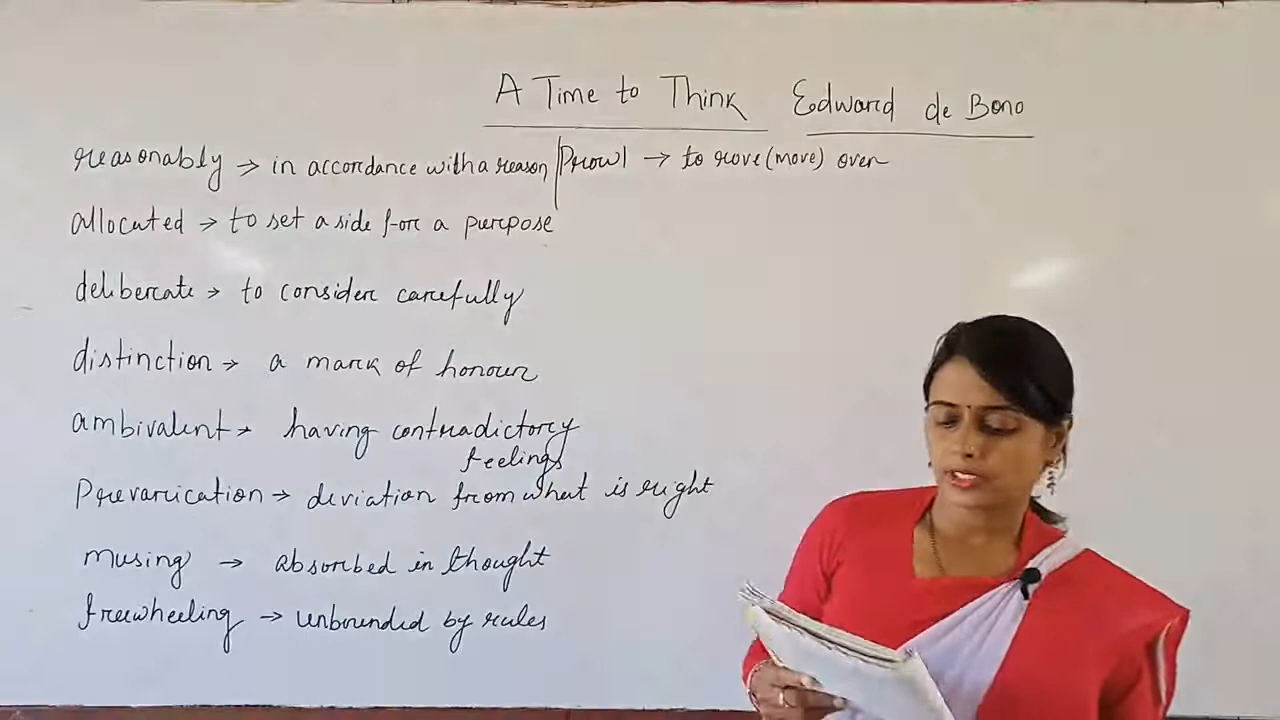 A Time to Think Edward de Bono
reasonably → in accordance with a reason | Prowl → to rove (move) over
allocated → to set aside for a purpose
deliberate → to consider carefully
distinction → a mark of honour
ambivalent → having contradictory
feelings
Prevarication → deviation from what is right
musing → absorbed in thought
freewheeling → unbounded by rules